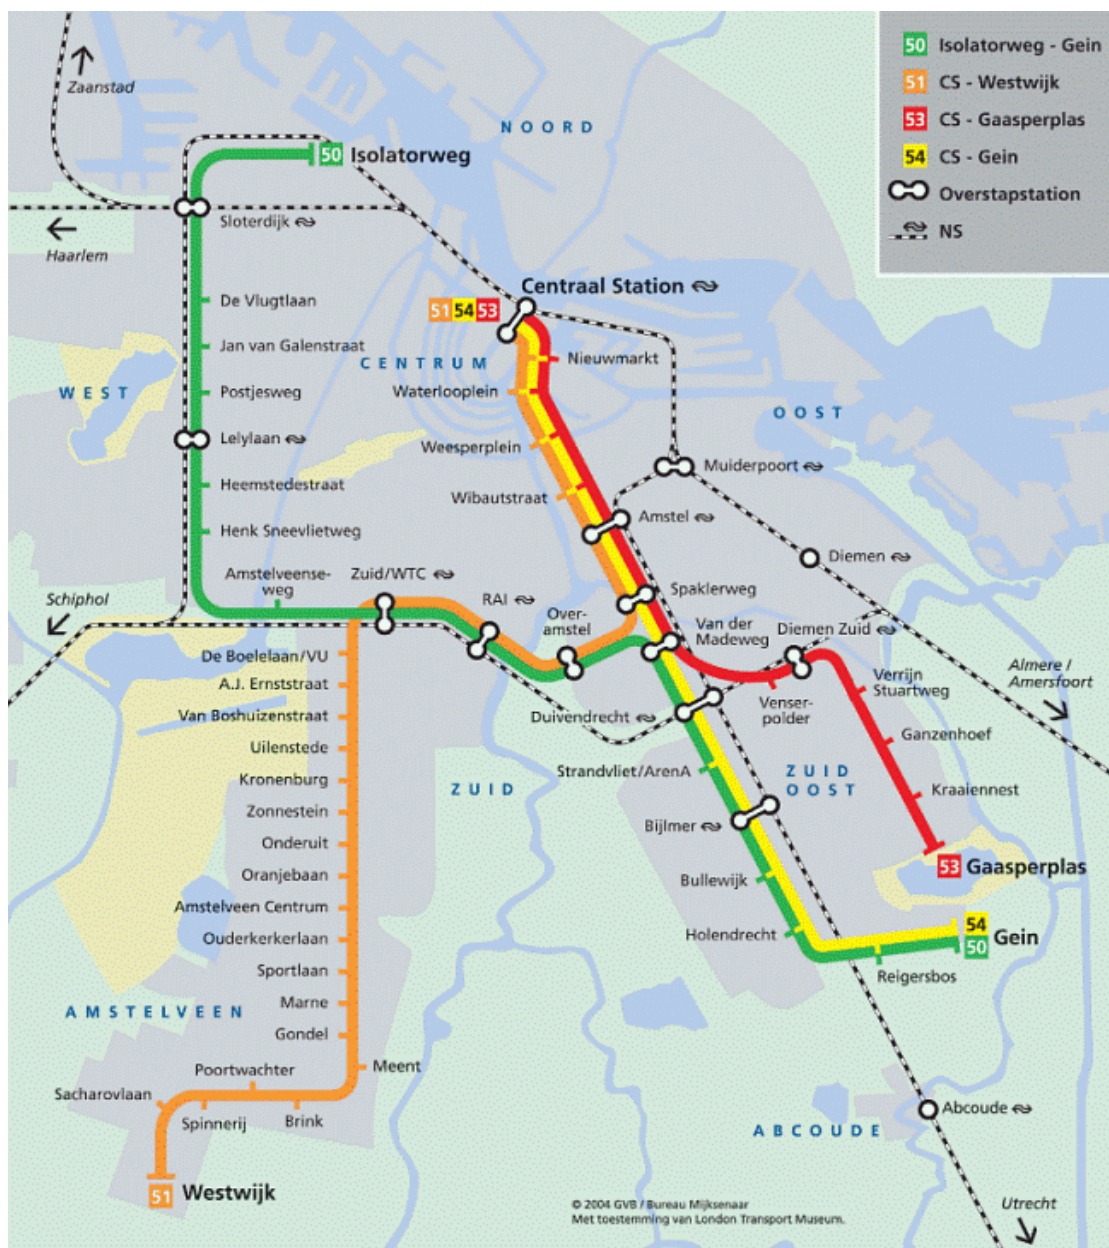 50 Isolatorweg - Gein
51 CS - Westwijk
53 CS - Gaasperplas
54 CS - Gein
Overstapstation
NS
Zaanstad
NOORD
50 Isolatorweg
Sloterdijk
Haarlem
Centraal Station
51 54 53
De Vlugtlaan
Jan van Galenstraat
CENTRUM
Nieuwmarkt
WEST
Postjesweg
Waterlooplein
OOST
Lelylaan
Weesperplein
Muiderpoort
Heemstedestraat
Wibautstraat
Amstel
Henk Sneevlietweg
Diemen
Amstelveense-
weg
Zuid/WTC
RAI
Over-
amstel
Spaklerweg
Schiphol
Van der
Madeweg
Diemen Zuid
De Boelelaan/VU
Almere /
Amersfoort
A.J. Ernststraat
Verrijn
Stuartweg
Van Boshuizenstraat
Duivendrecht
Venser-
polder
Uilenstede
Ganzenhoef
Kronenburg
ZUID
Strandvliet/ArenA
ZUID
OOST
Kraaiennest
Zonnestein
Bijlmer
Onderuit
53 Gaasperplas
Oranjebaan
Bullewijk
Amstelveen Centrum
54
50
Gein
Ouderkerkerlaan
Holendrecht
Sportlaan
Reigersbos
Marne
AMSTELVEEN
Gondel
Poortwachter
Meent
Sacharovlaan
Spinnerij
Brink
Abcoude
ABCOUDE
51 Westwijk
© 2004 GVB / Bureau Mijksenaar
Met toestemming van London Transport Museum.
Utrecht